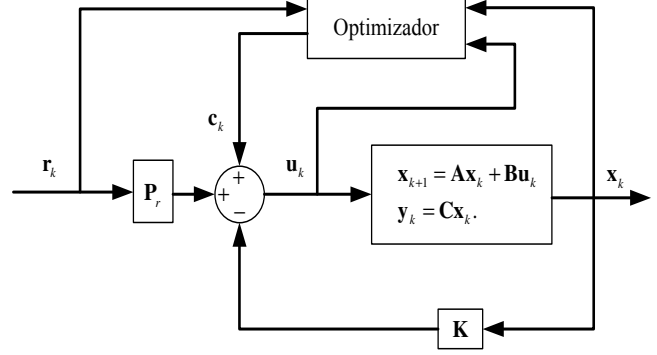 Optimizador
c_k
r_k
P_r
+
+
−
u_k
x_{k+1} = Ax_k + Bu_k
y_k = Cx_k.
x_k
K